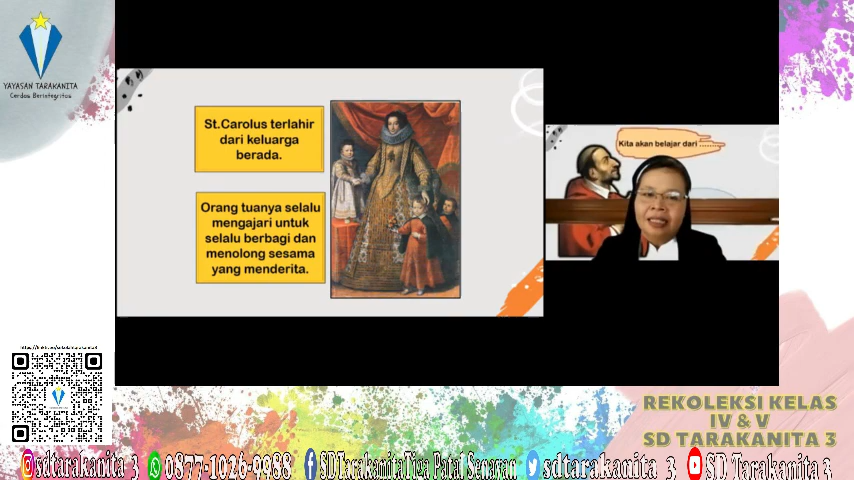 YAYASAN TARAKANITA
Cerdas Berintegritas
St.Carolus terlahir
dari keluarga
berada.
Orang tuanya selalu
mengajari untuk
selalu berbagi dan
menolong sesama
yang menderita.
Kita akan belajar dari ........
REKOLEKSI KELAS
IV & V
SD TARAKANITA 3
sdtarakanita 3
0877-1026-9988
SDTarakanitaTiga Patal Senayan
sdtarakanita 3
SD Tarakanita 3